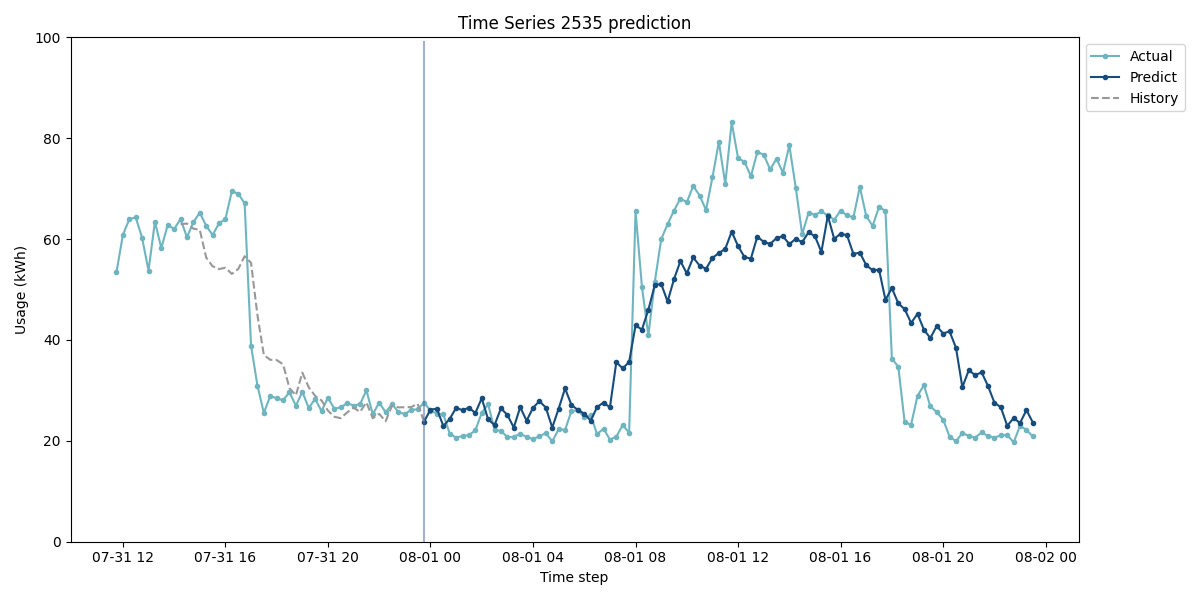 Time Series 2535 prediction
100
80
60
40
20
0
Usage (kWh)
07-31 12
07-31 16
07-31 20
08-01 00
08-01 04
08-01 08
08-01 12
08-01 16
08-01 20
08-02 00
Time step
Actual
Predict
History